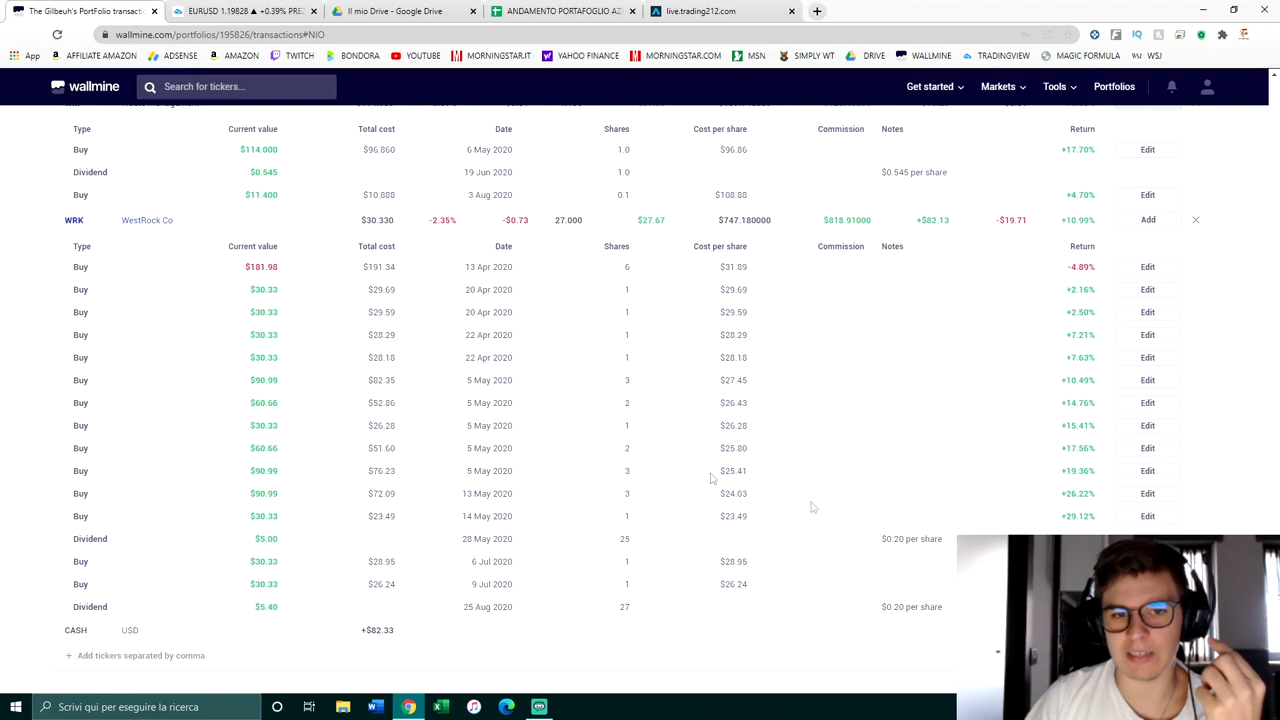 The Gilbeuh's Portfolio transactio
EURUSD 1.19828 ▲ +0.39% PRE
Il mio Drive - Google Drive
ANDAMENTO PORTAFOGLIO AZ
live.trading212.com
wallmine.com/portfolio/195826/transactions#NIO
App
AFFILIATE AMAZON
ADSENSE
AMAZON
TWITCH
BONDORA
YOUTUBE
MORNINGSTAR.IT
YAHOO FINANCE
MORNINGSTAR.COM
MSN
SIMPLY WT
DRIVE
WALLMINE
TRADINGVIEW
MAGIC FORMULA
WSJ
wallmine
Search for tickers...
Get started
Markets
Tools
Portfolios
Type Current value Total cost Date Shares Cost per share Commission Notes Return
Buy $114.000 $96.860 6 May 2020 1.0 $96.86 +17.70% Edit
Dividend $0.545 19 Jun 2020 1.0 $0.545 per share
Buy $11.400 $10.888 3 Aug 2020 0.1 $108.88 +4.70% Edit
WRK WestRock Co $30.330 -2.35% -$0.73 27.000 $27.67 $747.180000 $818.91000 +$82.13 -$19.71 +10.99% Add
Type Current value Total cost Date Shares Cost per share Commission Notes Return
Buy $181.98 $191.34 13 Apr 2020 6 $31.89 -4.89% Edit
Buy $30.33 $29.69 20 Apr 2020 1 $29.69 +2.16% Edit
Buy $30.33 $29.59 20 Apr 2020 1 $29.59 +2.50% Edit
Buy $30.33 $28.29 22 Apr 2020 1 $28.29 +7.21% Edit
Buy $30.33 $28.18 22 Apr 2020 1 $28.18 +7.63% Edit
Buy $90.99 $82.35 5 May 2020 3 $27.45 +10.49% Edit
Buy $60.66 $52.86 5 May 2020 2 $26.43 +14.76% Edit
Buy $30.33 $26.28 5 May 2020 1 $26.28 +15.41% Edit
Buy $60.66 $51.60 5 May 2020 2 $25.80 +17.56% Edit
Buy $90.99 $76.23 5 May 2020 3 $25.41 +19.36% Edit
Buy $90.99 $72.09 13 May 2020 3 $24.03 +26.22% Edit
Buy $30.33 $23.49 14 May 2020 1 $23.49 +29.12% Edit
Dividend $5.00 28 May 2020 25 $0.20 per share
Buy $30.33 $28.95 6 Jul 2020 1 $28.95
Buy $30.33 $26.24 9 Jul 2020 1 $26.24
Dividend $5.40 25 Aug 2020 27 $0.20 per share
CASH USD +$82.33
+ Add tickers separated by comma
Scrivi qui per eseguire la ricerca